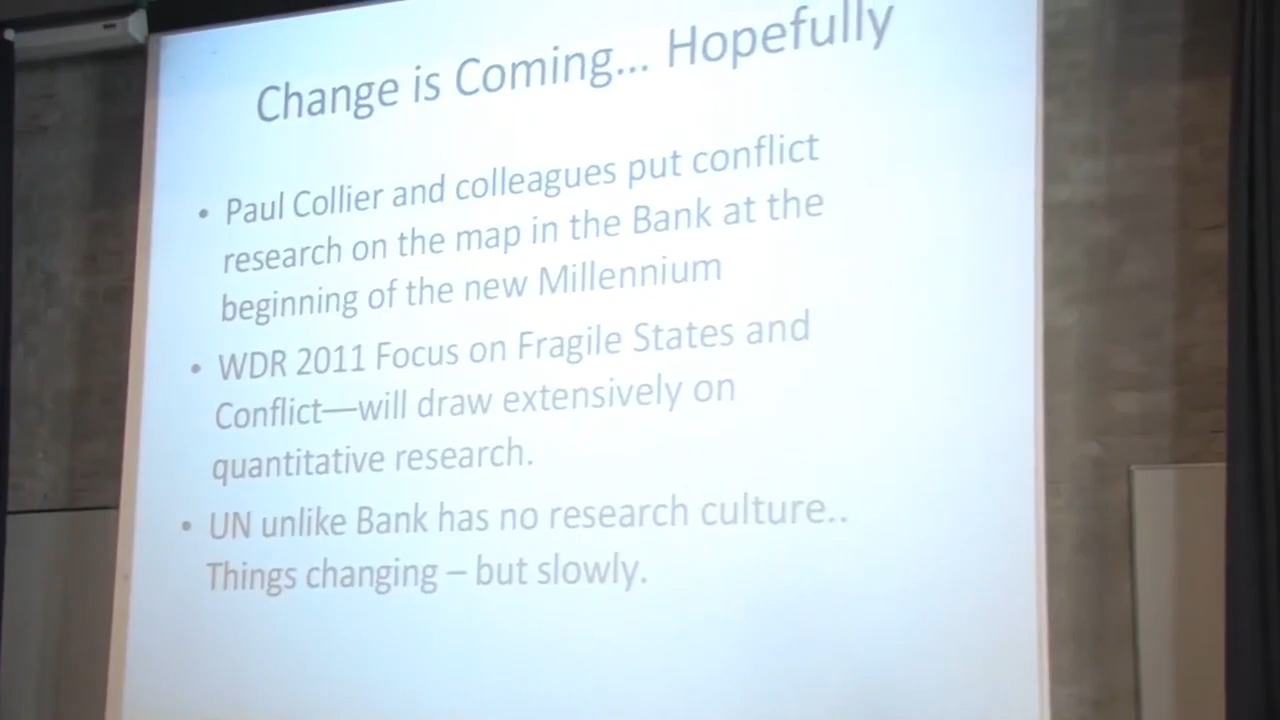 Change is Coming... Hopefully
• Paul Collier and colleagues put conflict
research on the map in the Bank at the
beginning of the new Millennium
• WDR 2011 Focus on Fragile States and
Conflict—will draw extensively on
quantitative research.
• UN unlike Bank has no research culture..
Things changing – but slowly.